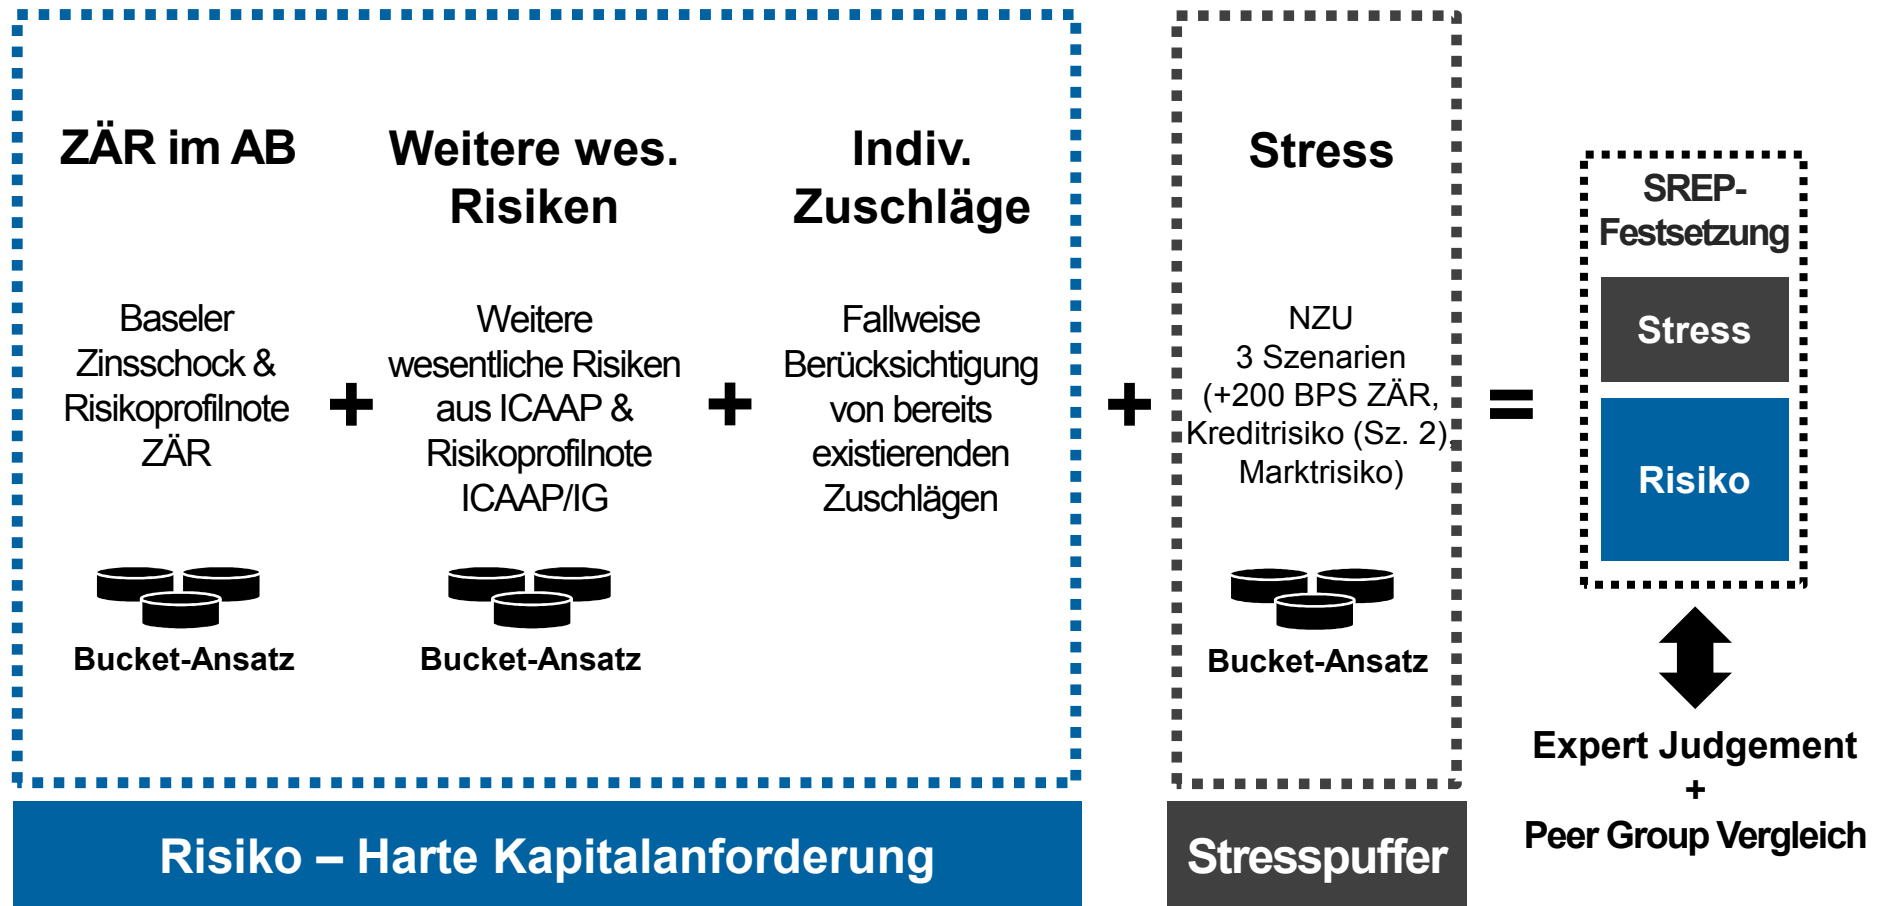 ZÄR im AB
Baseler
Zinsschock &
Risikoprofilnote
ZÄR
Bucket-Ansatz
+
Weitere wes.
Risiken
Weitere
wesentliche Risiken
aus ICAAP &
Risikoprofilnote
ICAAP/IG
Bucket-Ansatz
+
Indiv.
Zuschläge
Fallweise
Berücksichtigung
von bereits
existierenden
Zuschlägen
Risiko – Harte Kapitalanforderung
+
Stress
NZU
3 Szenarien
(+200 BPS ZÄR,
Kreditrisiko (Sz. 2),
Marktrisiko)
Bucket-Ansatz
Stresspuffer
=
SREP-
Festsetzung
Stress
Risiko
Expert Judgement
+
Peer Group Vergleich